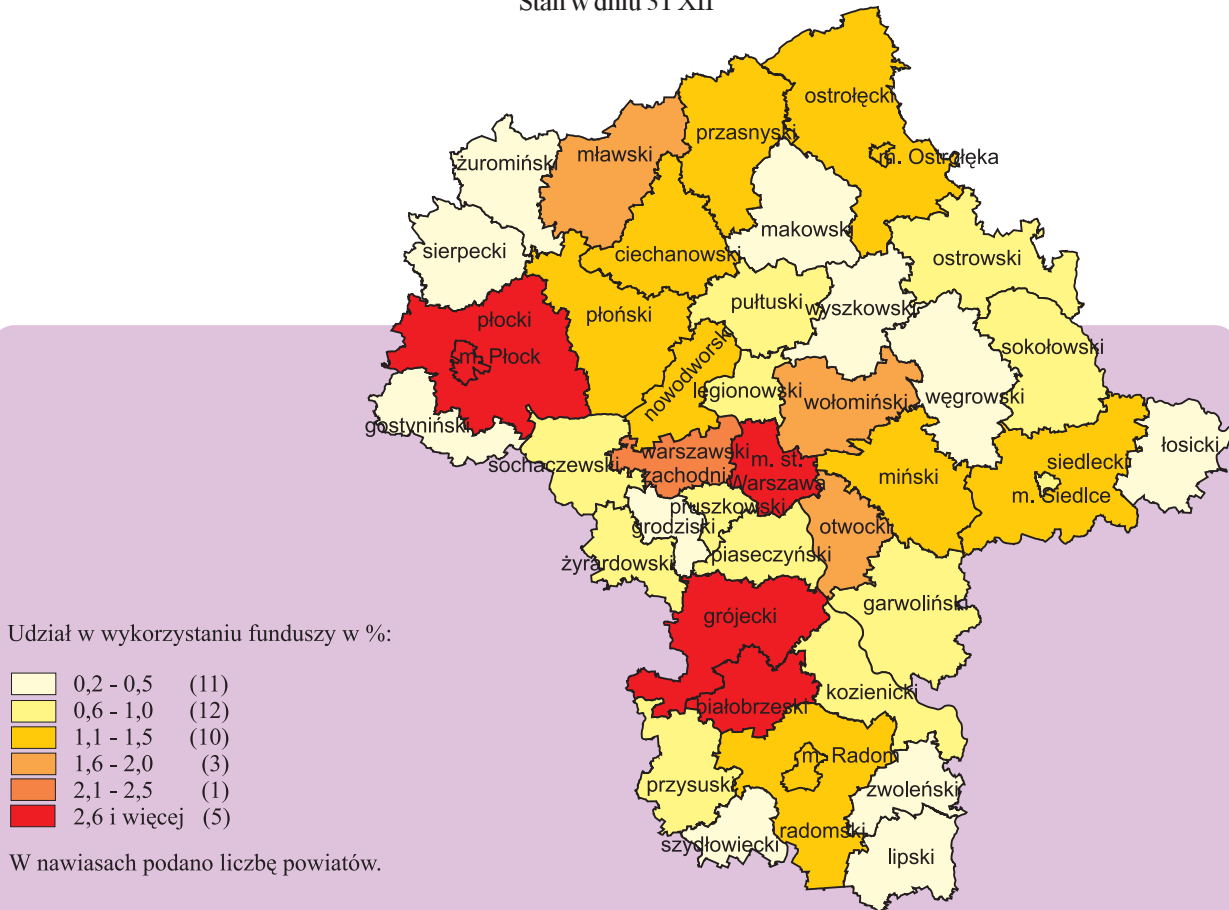 Stan w dniu 31 XII
ostrołęcki
przasnyski
mławski
żuromiński
m. Ostrołęka
makowski
sierpecki
ciechanowski
ostrowski
pułtuski
wyszkowski
płocki
płoński
nowodworski
sokołowski
m. Płock
legionowski
wołomiński
węgrowski
gostyniński
sochaczewski
warszawski
zachodni
m. st.
Warszawa
miński
siedlecki
m. Siedlce
łosicki
pruszkowski
grodziski
otwocki
piaseczyński
żyrardowski
garwoliński
grójecki
kozienicki
białobrzeski
m. Radom
przysuski
zwoleński
radomski
szydłowiecki
lipski
Udział w wykorzystaniu funduszy w %:
0,2 - 0,5 (11)
0,6 - 1,0 (12)
1,1 - 1,5 (10)
1,6 - 2,0 (3)
2,1 - 2,5 (1)
2,6 i więcej (5)
W nawiasach podano liczbę powiatów.